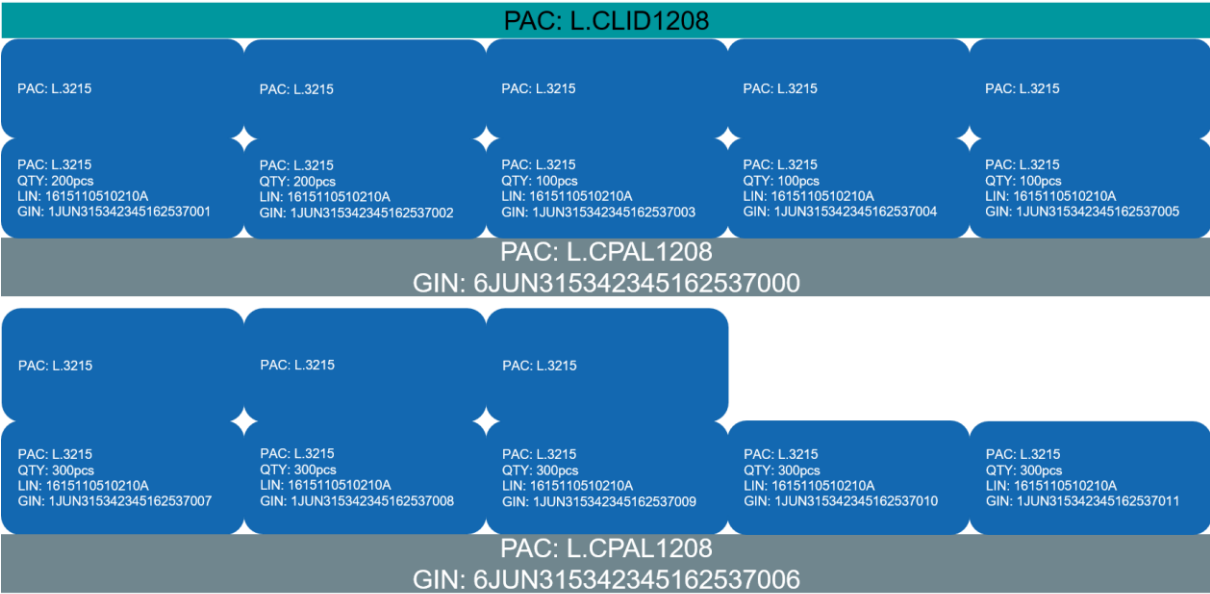 PAC: L.CLID1208
PAC: L.3215
PAC: L.3215
PAC: L.3215
PAC: L.3215
PAC: L.3215
PAC: L.3215
QTY: 200pcs
LIN: 1615110510210A
GIN: 1JUN315342345162537001
PAC: L.3215
QTY: 200pcs
LIN: 1615110510210A
GIN: 1JUN315342345162537002
PAC: L.3215
QTY: 100pcs
LIN: 1615110510210A
GIN: 1JUN315342345162537003
PAC: L.3215
QTY: 100pcs
LIN: 1615110510210A
GIN: 1JUN315342345162537004
PAC: L.3215
QTY: 100pcs
LIN: 1615110510210A
GIN: 1JUN315342345162537005
PAC: L.CPAL1208
GIN: 6JUN315342345162537000
PAC: L.3215
PAC: L.3215
PAC: L.3215
PAC: L.3215
QTY: 300pcs
LIN: 1615110510210A
GIN: 1JUN315342345162537007
PAC: L.3215
QTY: 300pcs
LIN: 1615110510210A
GIN: 1JUN315342345162537008
PAC: L.3215
QTY: 300pcs
LIN: 1615110510210A
GIN: 1JUN315342345162537009
PAC: L.3215
QTY: 300pcs
LIN: 1615110510210A
GIN: 1JUN315342345162537010
PAC: L.3215
QTY: 300pcs
LIN: 1615110510210A
GIN: 1JUN315342345162537011
PAC: L.CPAL1208
GIN: 6JUN315342345162537006